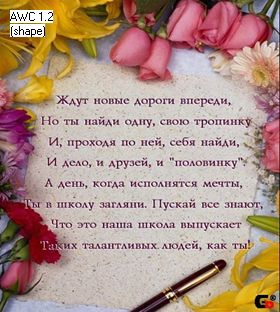 AWC 1.2
(shape)
Ждут новые дороги впереди,
Но ты найди одну, свою тропинку
И, проходя по ней, себя найди,
И дело, и друзей, и "половинку".
А день, когда исполнятся мечты,
Ты в школу загляни. Пускай все знают,
Что это наша школа выпускает
Таких талантливых людей, как ты!